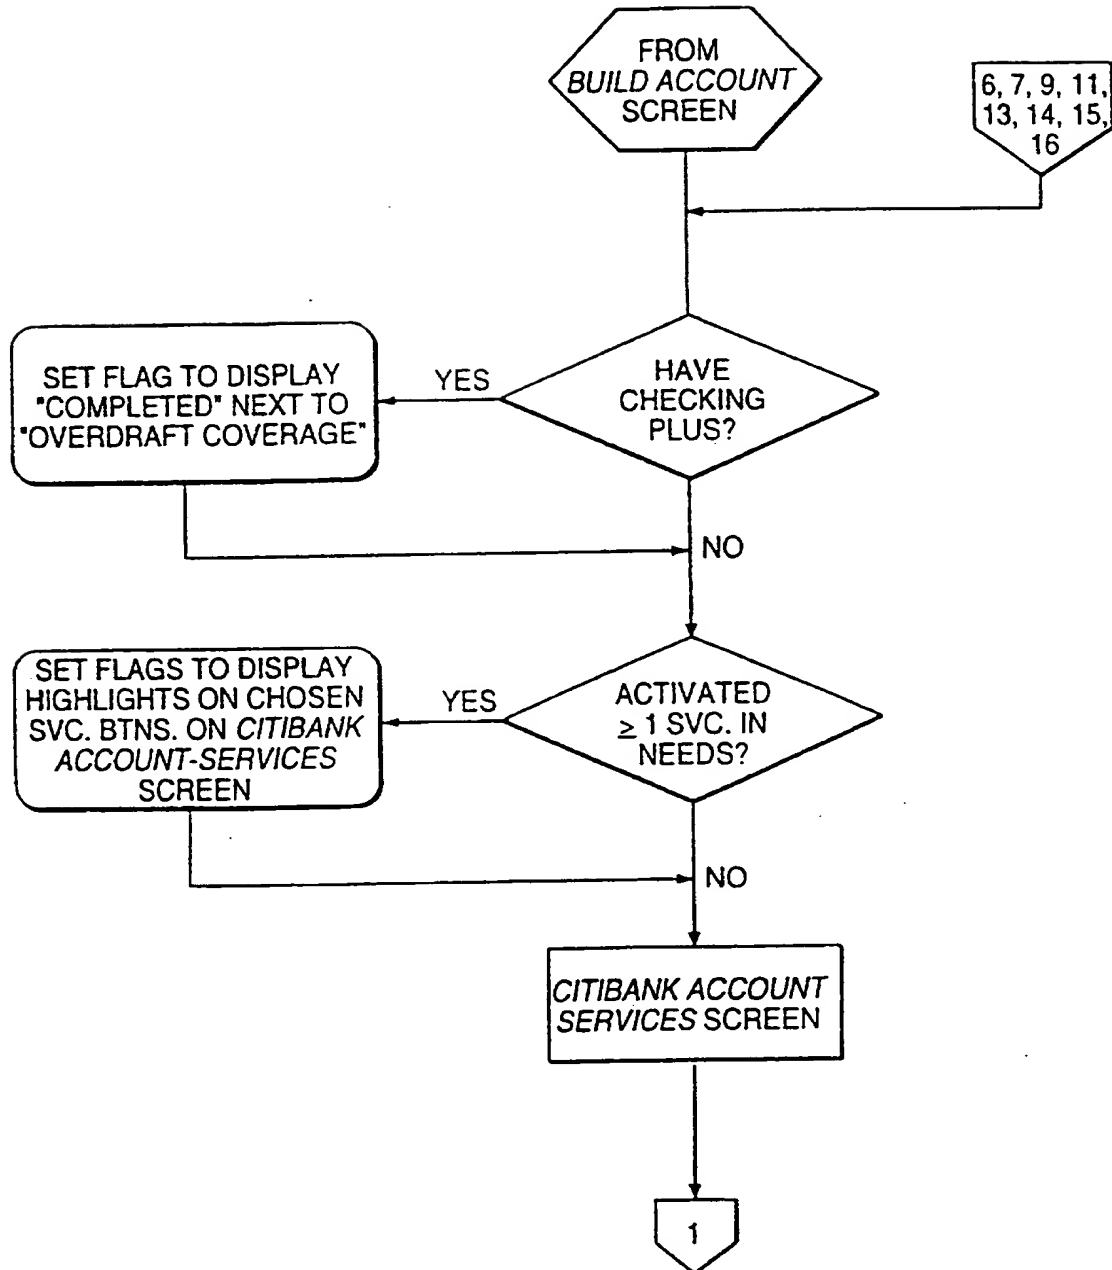 FROM
BUILD ACCOUNT
SCREEN
6, 7, 9, 11,
13, 14, 15,
16
HAVE
CHECKING
PLUS?
YES
SET FLAG TO DISPLAY
"COMPLETED" NEXT TO
"OVERDRAFT COVERAGE"
NO
ACTIVATED
≥ 1 SVC. IN
NEEDS?
YES
SET FLAGS TO DISPLAY
HIGHLIGHTS ON CHOSEN
SVC. BTNS. ON CITIBANK
ACCOUNT-SERVICES
SCREEN
NO
CITIBANK ACCOUNT
SERVICES SCREEN
1